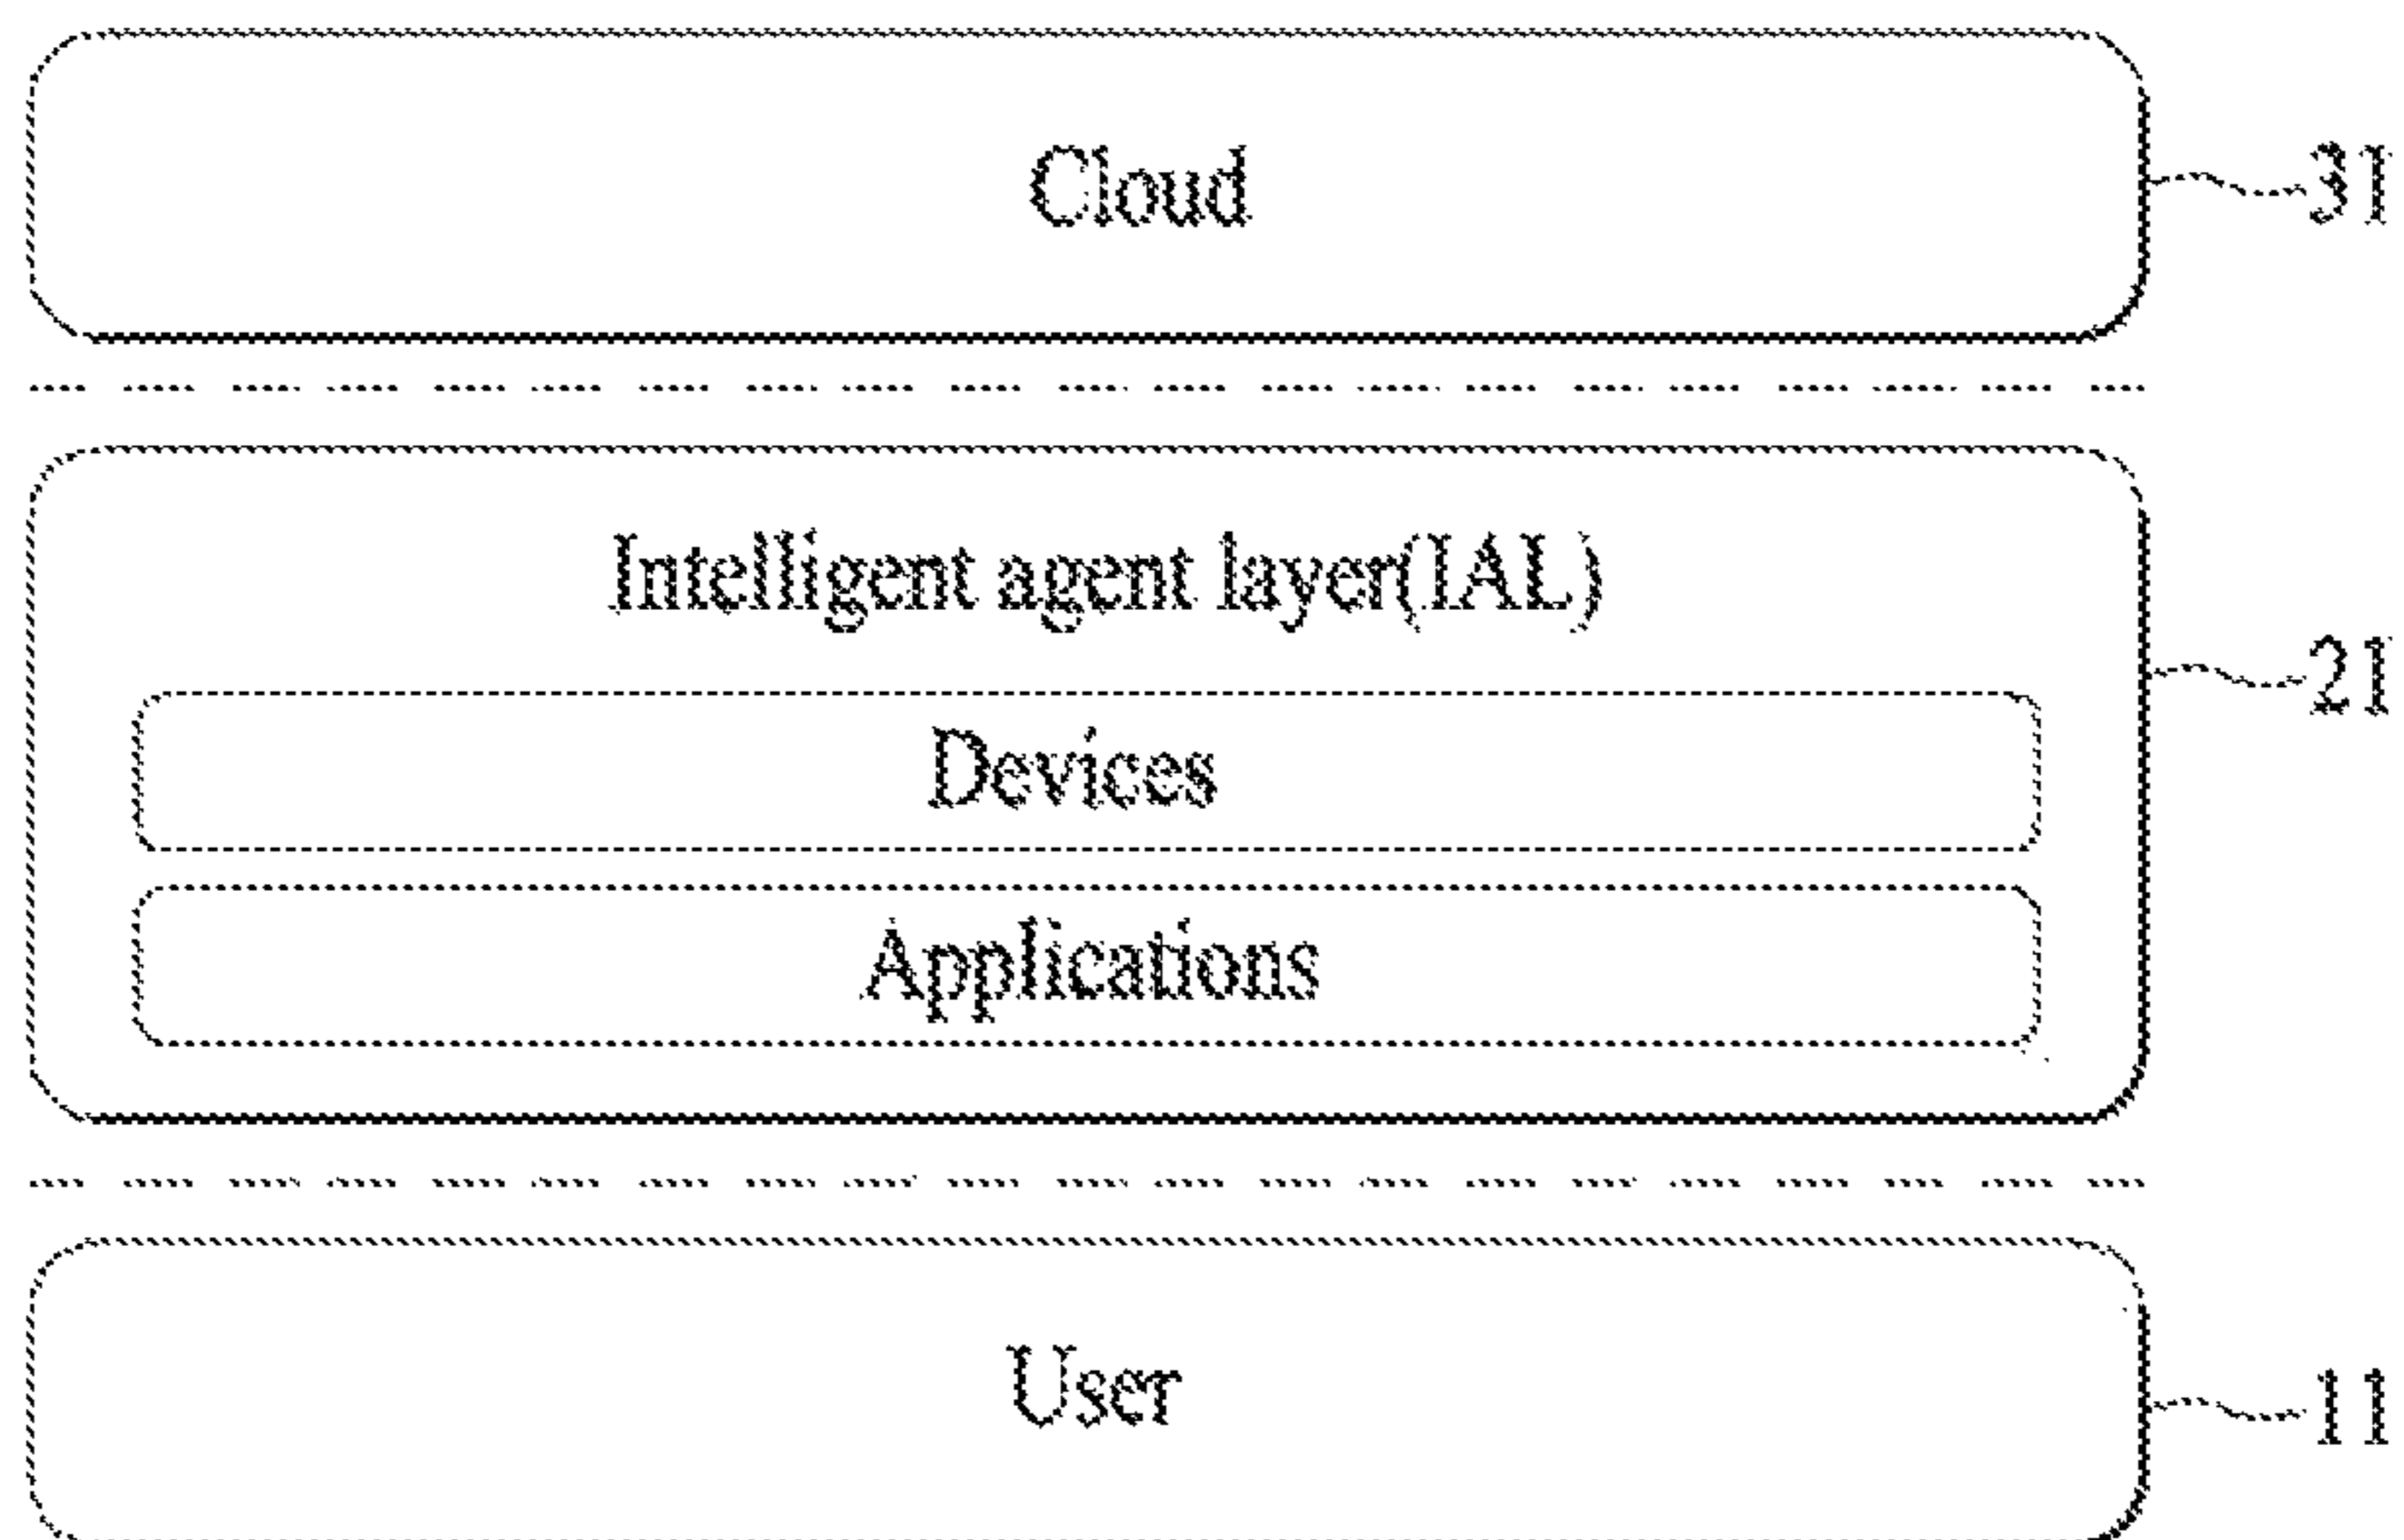 Cloud
31
Intelligent agent layer(IAL)
21
Devices
Applications
User
11